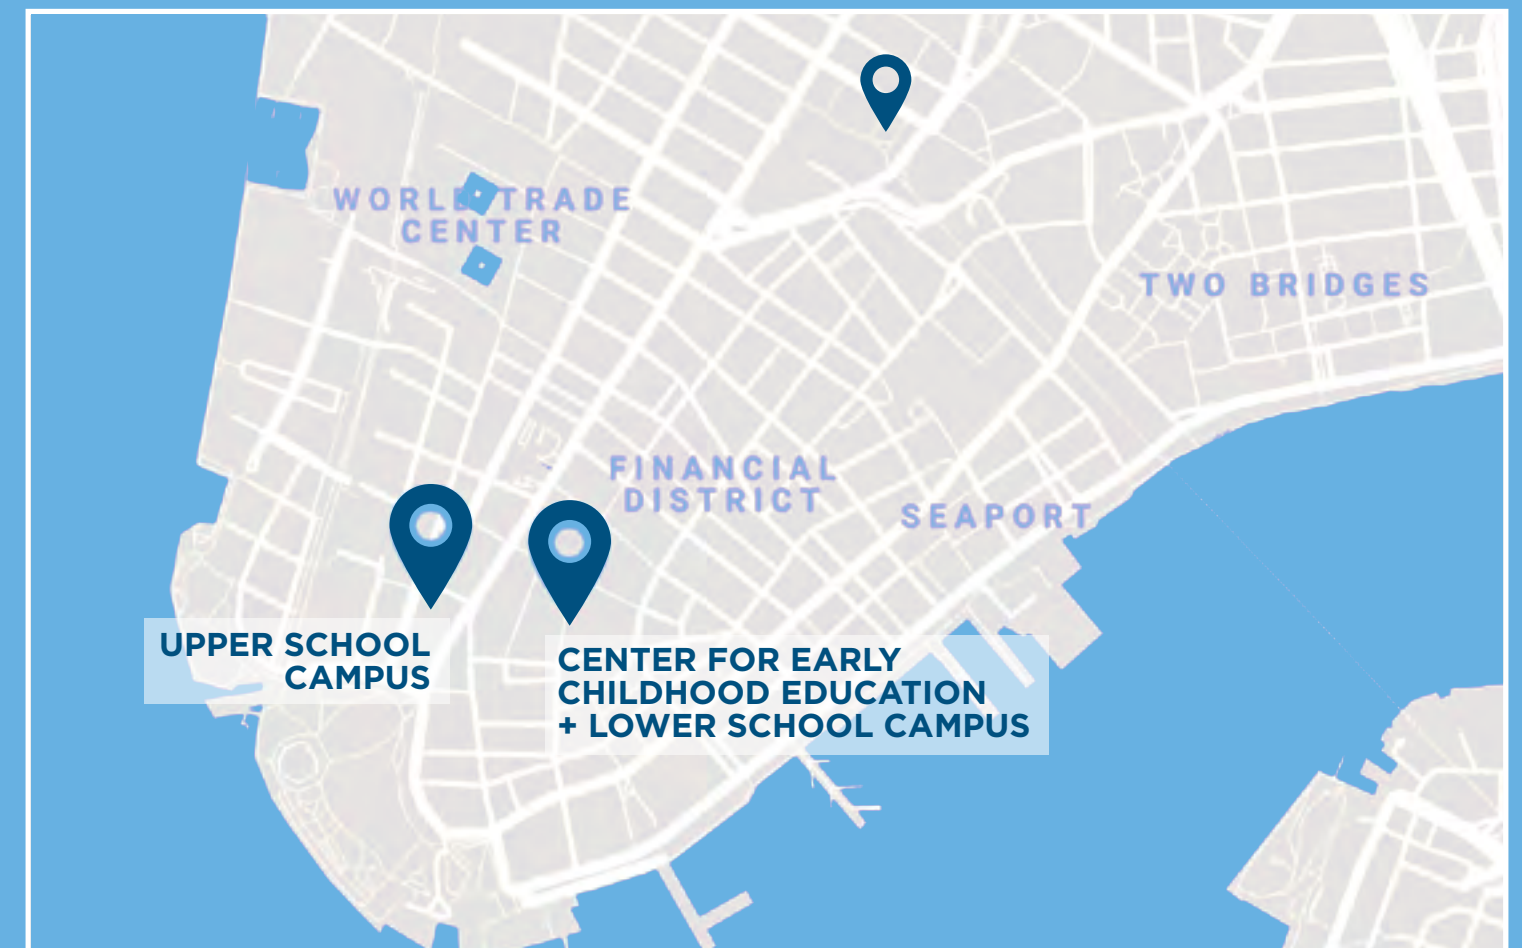 WORLD TRADE
CENTER
TWO BRIDGES
FINANCIAL
DISTRICT
SEAPORT
UPPER SCHOOL
CAMPUS
CENTER FOR EARLY
CHILDHOOD EDUCATION
+ LOWER SCHOOL CAMPUS